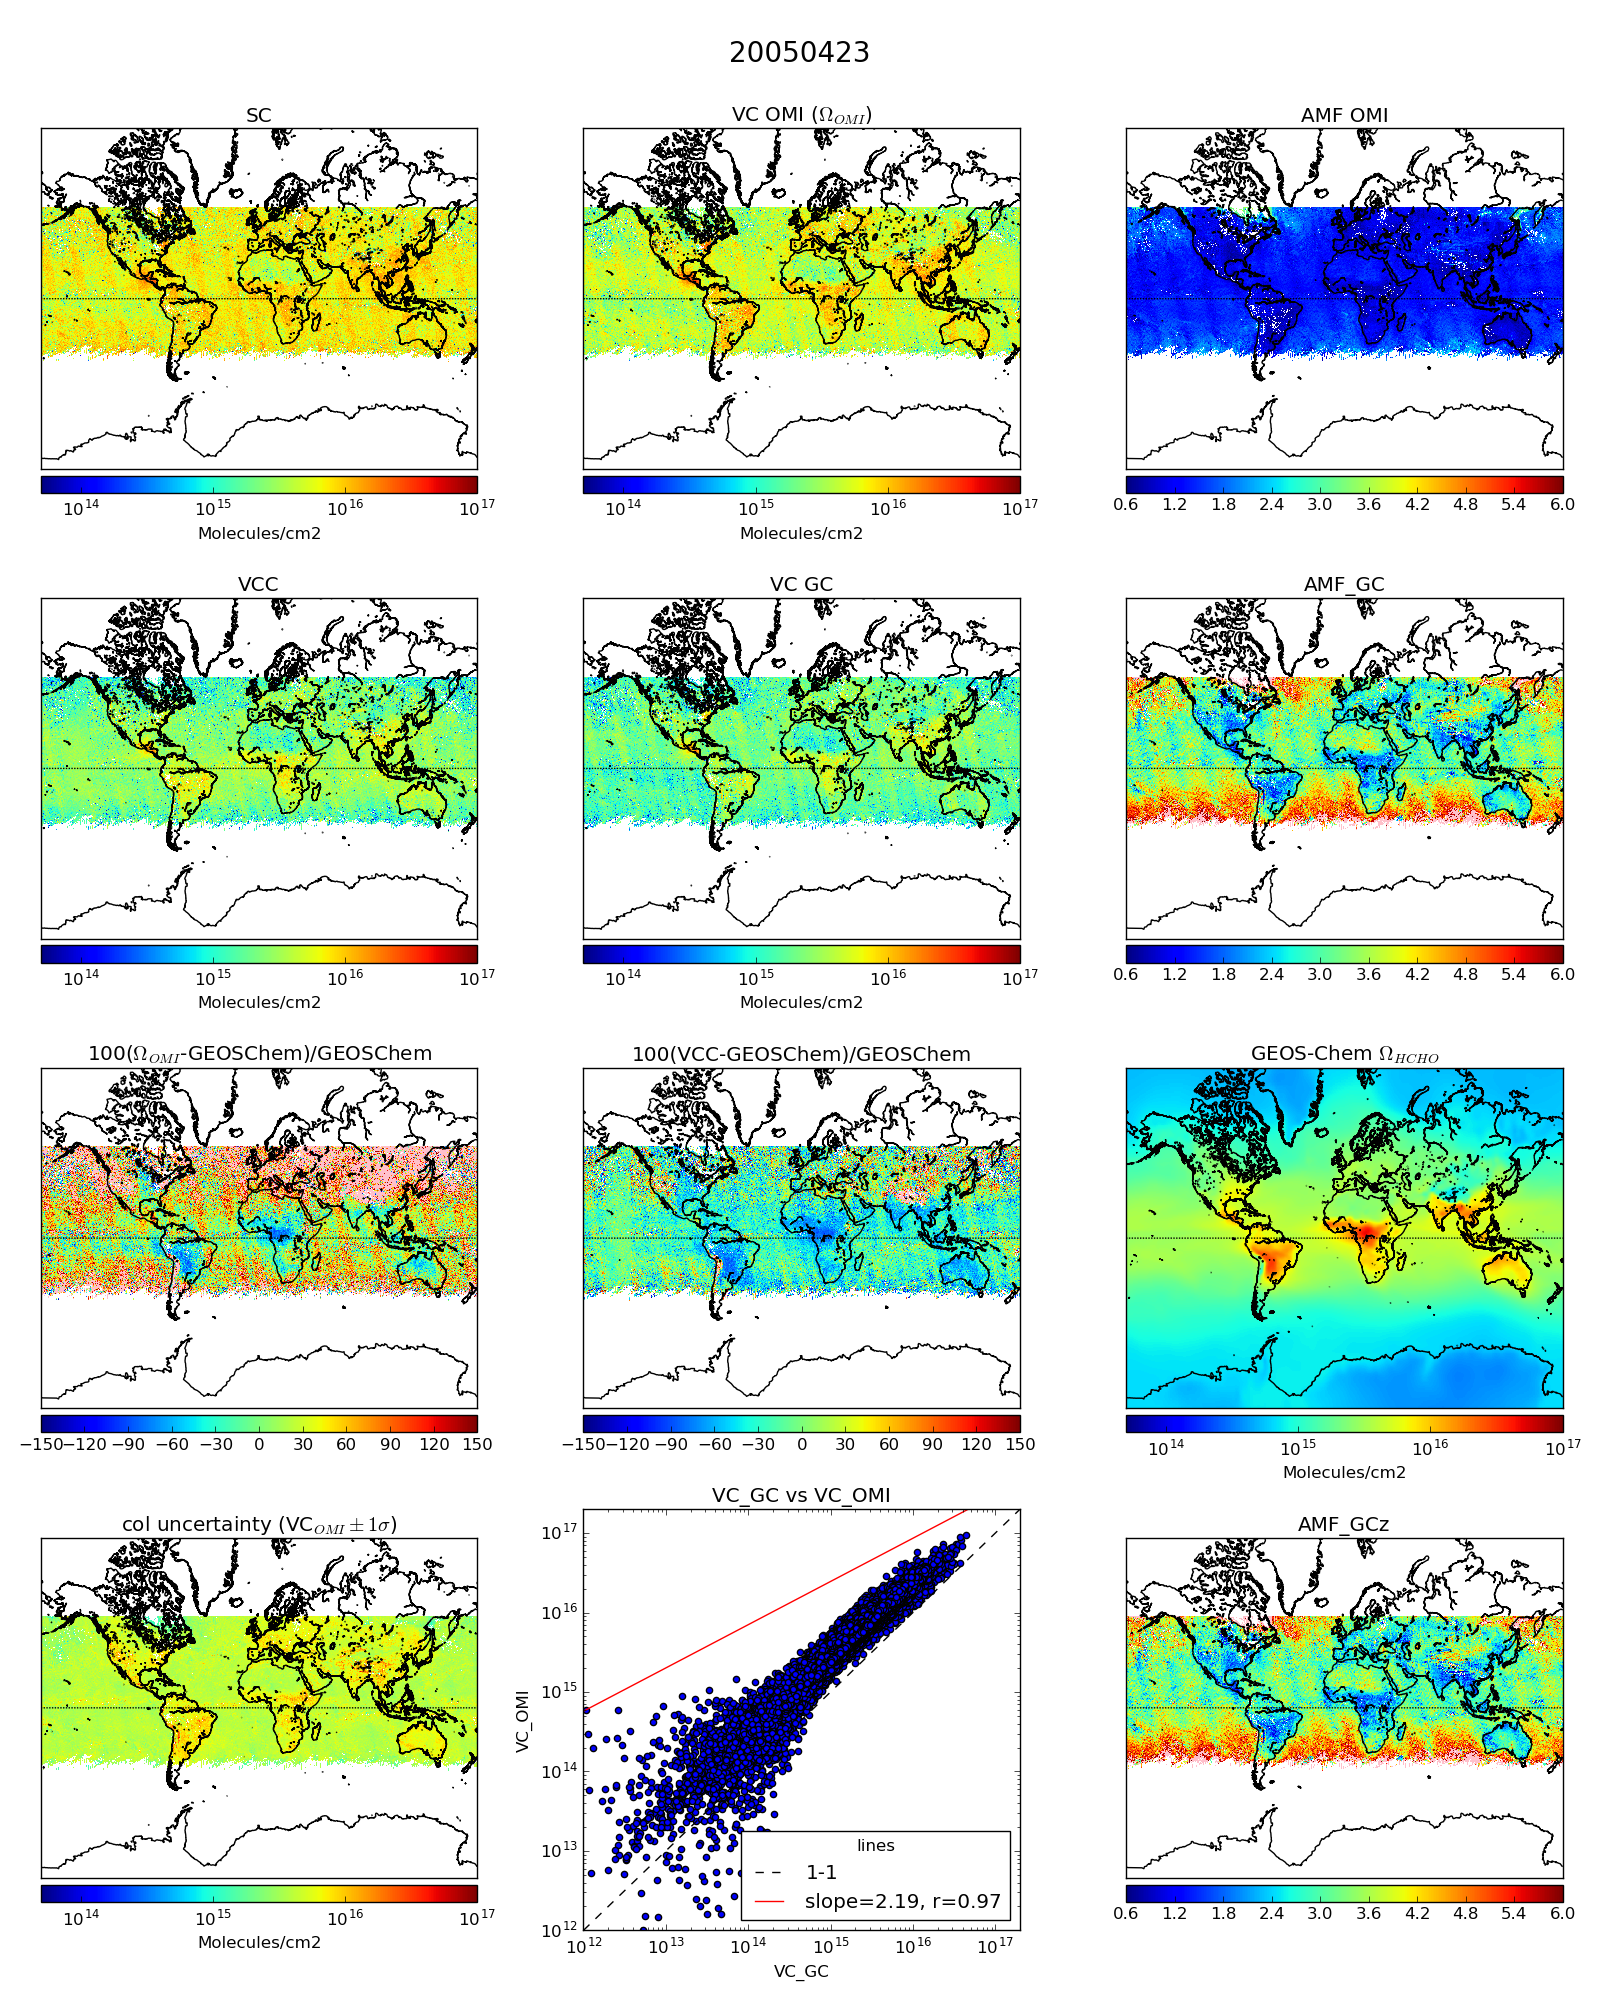 20050423
SC
VC OMI (Ω_OMI)
AMF OMI
10^14 10^15 10^16 10^17
Molecules/cm2
10^14 10^15 10^16 10^17
Molecules/cm2
0.6 1.2 1.8 2.4 3.0 3.6 4.2 4.8 5.4 6.0
VCC
VC GC
AMF_GC
10^14 10^15 10^16 10^17
Molecules/cm2
10^14 10^15 10^16 10^17
Molecules/cm2
0.6 1.2 1.8 2.4 3.0 3.6 4.2 4.8 5.4 6.0
100(Ω_OMI-GEOSChem)/GEOSChem
100(VCC-GEOSChem)/GEOSChem
GEOS-Chem Ω_HCHO
−150 −120 −90 −60 −30 0 30 60 90 120 150
−150 −120 −90 −60 −30 0 30 60 90 120 150
10^14 10^15 10^16 10^17
Molecules/cm2
col uncertainty (VC_OMI ± 1σ)
10^14 10^15 10^16 10^17
Molecules/cm2
VC_GC vs VC_OMI
VC_OMI
10^17
10^16
10^15
10^14
10^13
10^12
lines
1-1
slope=2.19, r=0.97
10^12 10^13 10^14 10^15 10^16 10^17
VC_GC
AMF_GCz
0.6 1.2 1.8 2.4 3.0 3.6 4.2 4.8 5.4 6.0